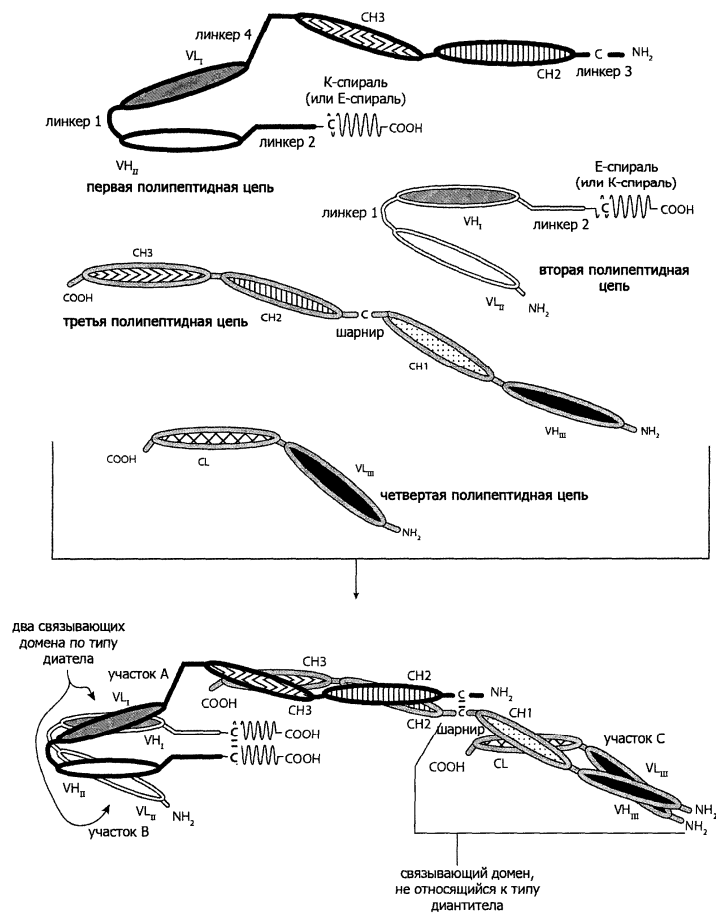 линкер 4
CH3
VL_I
CH2
C
NH2
линкер 3
К-спираль
(или Е-спираль)
линкер 1
C
COOH
линкер 2
VH_II
первая полипептидная цепь
Е-спираль
(или К-спираль)
линкер 1
VH_I
линкер 2
C
COOH
VL_II
NH2
вторая полипептидная
цепь
CH3
COOH
CH2
C
шарнир
третья полипептидная цепь
CH1
VH_III
NH2
COOH
CL
VL_III
четвертая полипептидная цепь
NH2
два связывающих
домена по типу
диатела
участок A
CH3
CH2
C
NH2
VL_I
COOH
CH3
CH2
C
CH1
шарнир
VH_I
C
COOH
C
COOH
COOH
CL
участок C
VL_III
VH_II
VL_II
NH2
участок B
VH_III
NH2
NH2
связывающий домен,
не относящийся к типу
диантитела